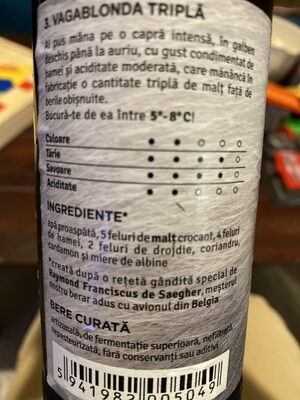 3. VAGABLONDA TRIPLĂ
Ai pus mâna pe o capră intensă, în galben
deschis până la auriu, cu gust condimentat de
hamei și aciditate moderată, care mănâncă în
fabricație o cantitate triplă de malț față de
berile obișnuite.
Bucură-te de ea între 5°-8°C!
Culoare
Tărie
Savoare
Aciditate
INGREDIENTE*
apă proaspătă, 5 feluri de malț crocant, 4 feluri
de hamei, 2 feluri de drojdie, coriandru,
cardamon și miere de albine
*creată după o rețetă gândită special de
Raymond Franciscus de Saegher, meșterul
nostru berar adus cu avionul din Belgia
BERE CURATĂ
artizanală, de fermentație superioară, nefiltrată,
nepasteurizată, fără conservanți sau aditivi
5 941982 005049